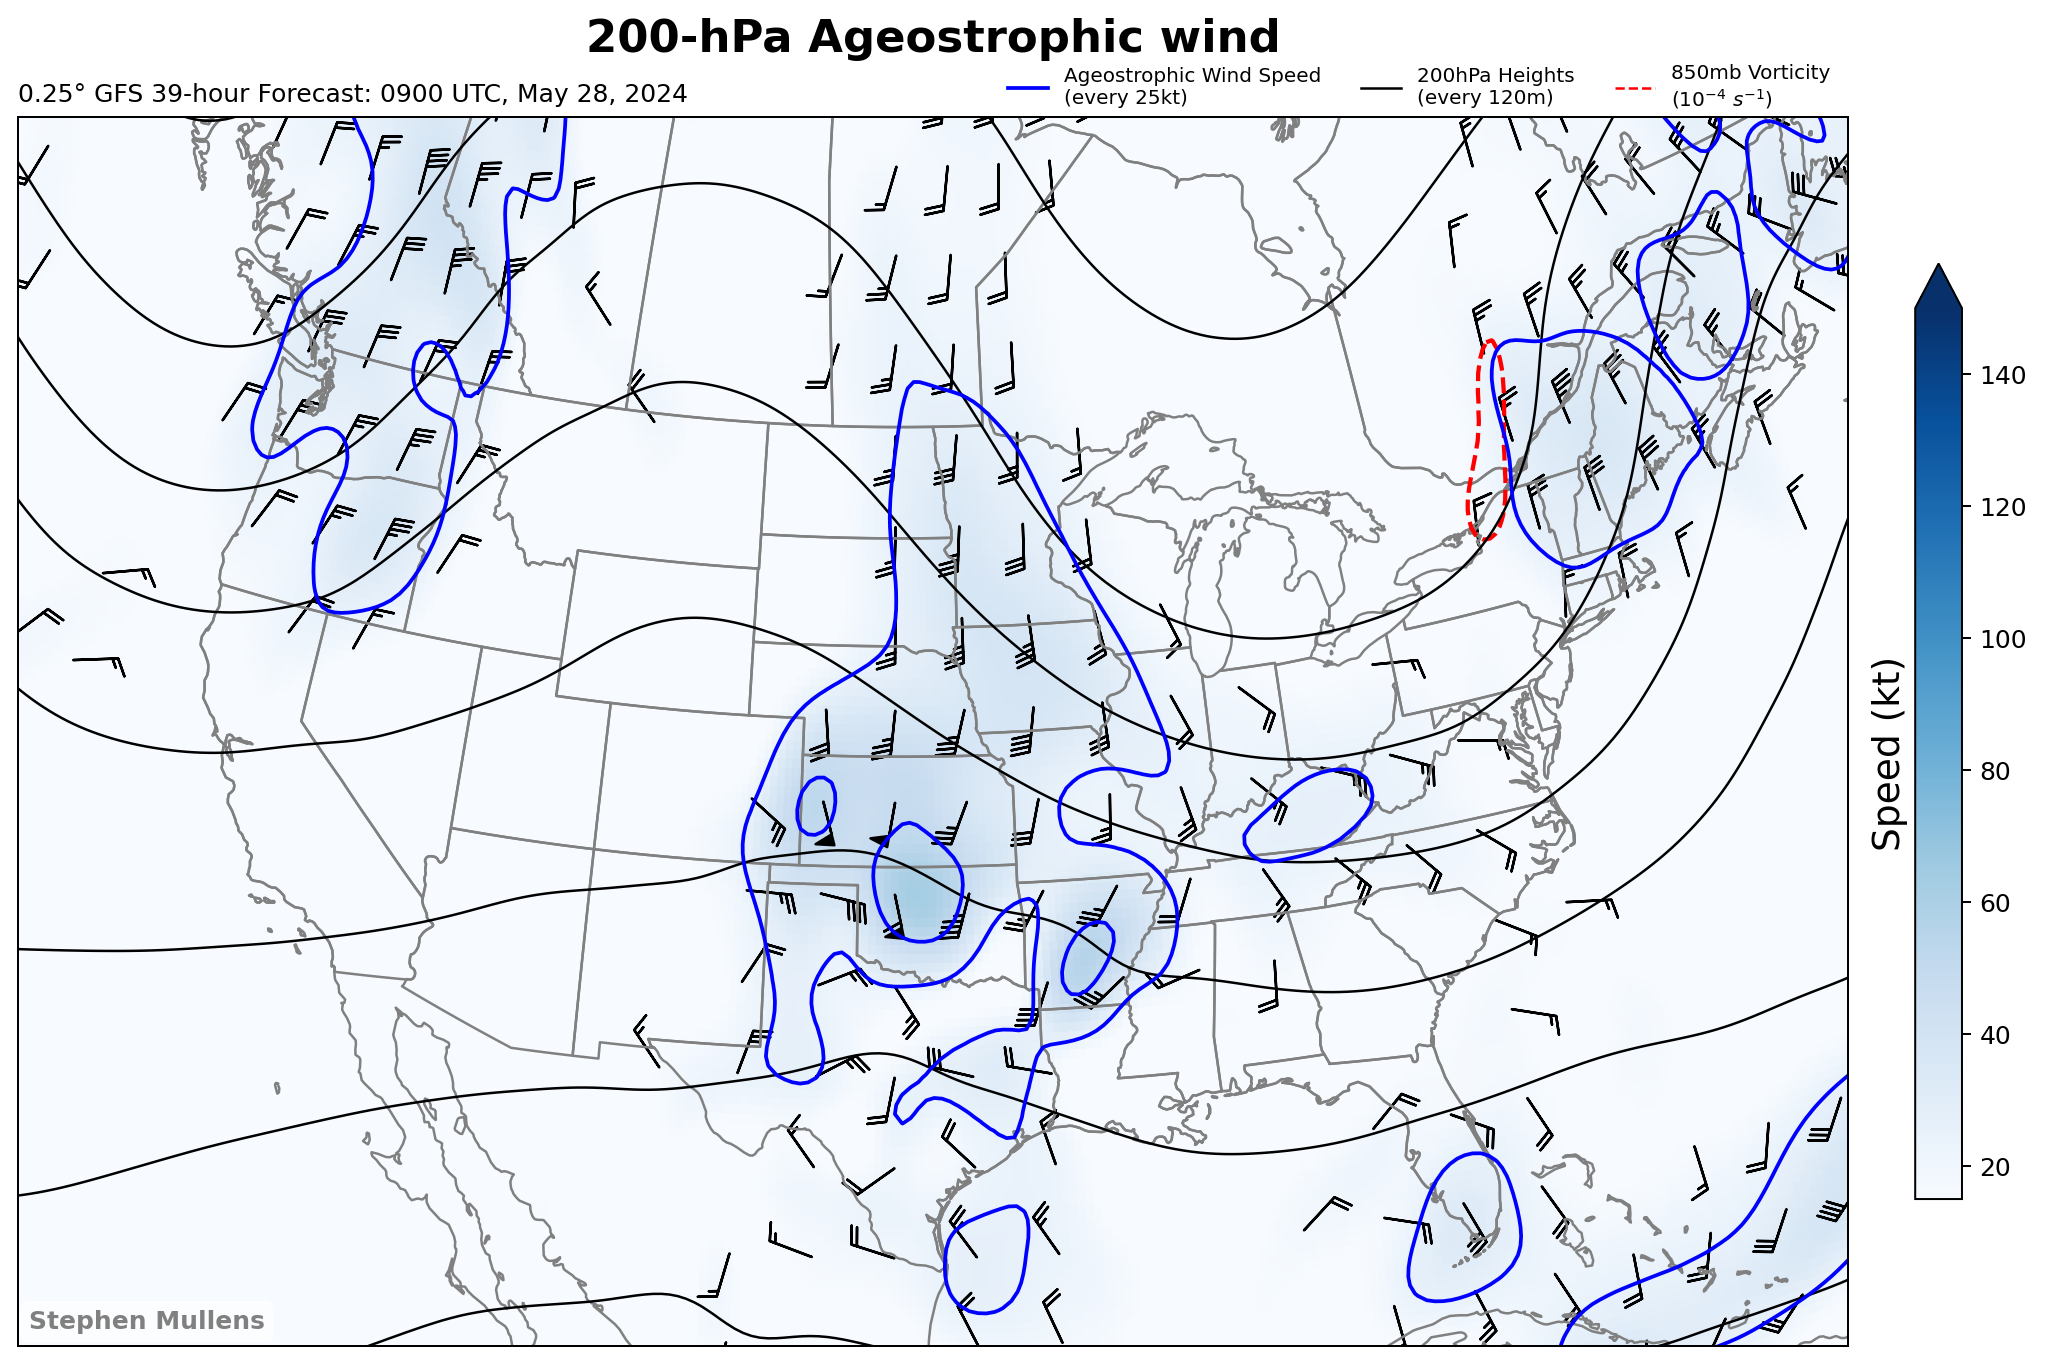 200-hPa Ageostrophic wind
0.25° GFS 39-hour Forecast: 0900 UTC, May 28, 2024
Ageostrophic Wind Speed
(every 25kt)
200hPa Heights
(every 120m)
850mb Vorticity
(10⁻⁴ s⁻¹)
140
120
100
80
60
40
20
Speed (kt)
Stephen Mullens